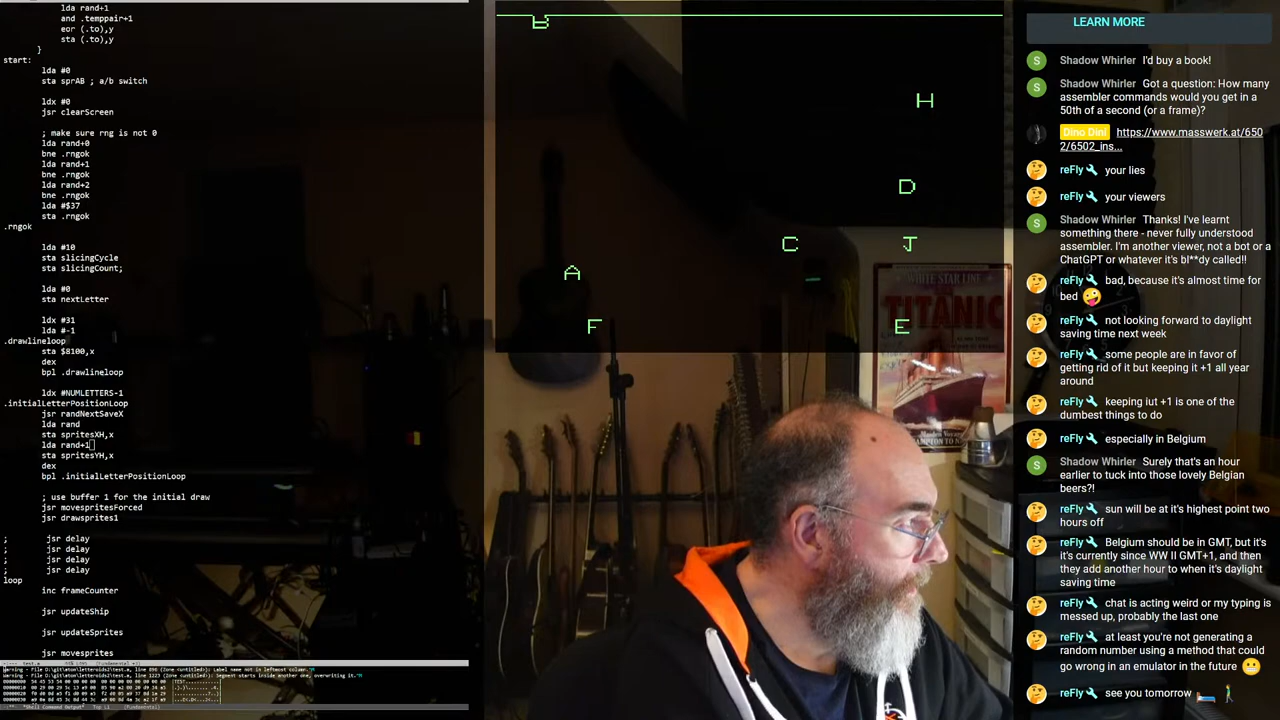 lda rand+1
and .temppair+1
eor (.to),y
sta (.to),y
}
start:
lda #0
sta sprAB ; a/b switch
ldx #0
jsr clearScreen
; make sure rng is not 0
lda rand+0
bne .rngok
lda rand+1
bne .rngok
lda rand+2
bne .rngok
lda #$37
sta .rngok
.rngok
lda #10
sta slicingCycle
sta slicingCount;
lda #0
sta nextLetter
ldx #31
lda #-1
.drawlineloop
sta $8100,x
dex
bpl .drawlineloop
ldx #NUMLETTERS-1
.initialLetterPositionLoop
jsr randNextSaveX
lda rand
sta spritesXH,x
lda rand+1
sta spritesYH,x
dex
bpl .initialLetterPositionLoop
; use buffer 1 for the initial draw
jsr movespritesForced
jsr drawsprites1
; jsr delay
; jsr delay
; jsr delay
; jsr delay
loop
inc frameCounter
jsr updateShip
jsr updateSprites
jsr movesprites
B
H
D
C
J
A
F
E
WHITE STAR LINE
TITANIC
LEARN MORE
Shadow Whirler I'd buy a book!
Shadow Whirler Got a question: How many
assembler commands would you get in a
50th of a second (or a frame)?
Dino Dini https://www.masswerk.at/650
2/6502_ins...
reFly your lies
reFly your viewers
Shadow Whirler Thanks! I've learnt
something there - never fully understood
assembler. I'm another viewer, not a bot or a
ChatGPT or whatever it's bl**dy called!!
reFly bad, because it's almost time for
bed
reFly not looking forward to daylight
saving time next week
reFly some people are in favor of
getting rid of it but keeping it +1 all year
around
reFly keeping iut +1 is one of the
dumbest things to do
reFly especially in Belgium
Shadow Whirler Surely that's an hour
earlier to tuck into those lovely Belgian
beers?!
reFly sun will be at it's highest point two
hours off
reFly Belgium should be in GMT, but it's
it's currently since WW II GMT+1, and then
they add another hour to when it's daylight
saving time
reFly chat is acting weird or my typing is
messed up, probably the last one
reFly at least you're not generating a
random number using a method that could
go wrong in an emulator in the future
reFly see you tomorrow